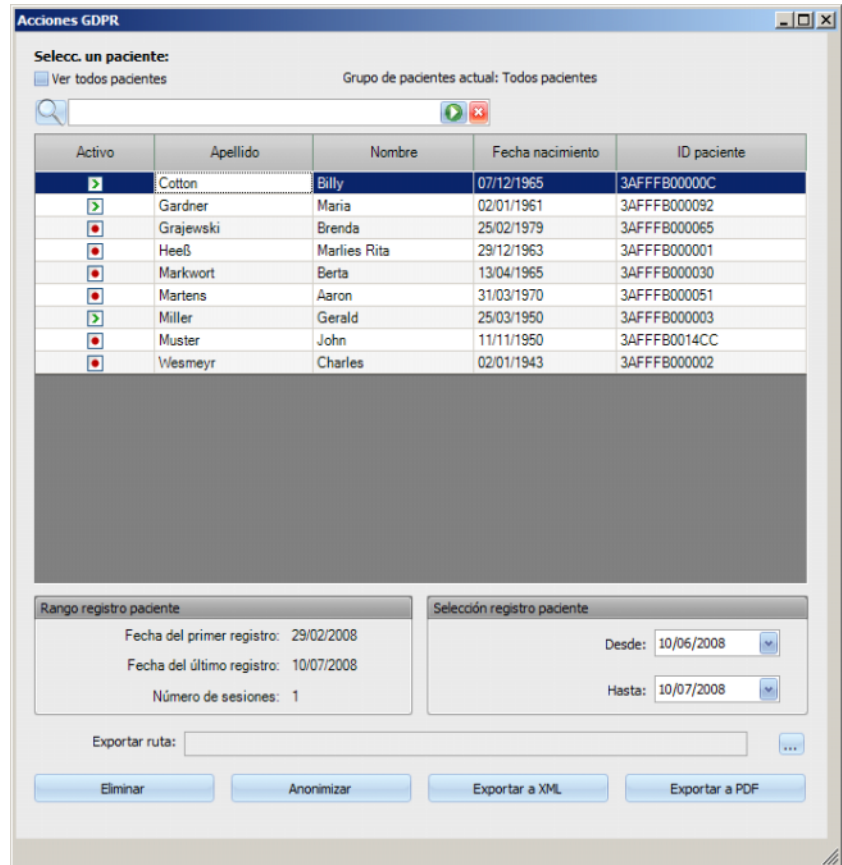 Acciones GDPR
Selecc. un paciente:
Ver todos pacientes Grupo de pacientes actual: Todos pacientes
Activo Apellido Nombre Fecha nacimiento ID paciente
Cotton Billy 07/12/1965 3AFFFB00000C
Gardner Maria 02/01/1961 3AFFFB000092
Grajewski Brenda 25/02/1979 3AFFFB000065
Heeß Marlies Rita 29/12/1963 3AFFFB000001
Markwort Berta 13/04/1965 3AFFFB000030
Martens Aaron 31/03/1970 3AFFFB000051
Miller Gerald 25/03/1950 3AFFFB000003
Muster John 11/11/1950 3AFFFB0014CC
Wesmeyr Charles 02/01/1943 3AFFFB000002
Rango registro paciente Selección registro paciente
Fecha del primer registro: 29/02/2008
Desde: 10/06/2008
Fecha del último registro: 10/07/2008
Hasta: 10/07/2008
Número de sesiones: 1
Exportar ruta: ...
Eliminar Anonimizar Exportar a XML Exportar a PDF